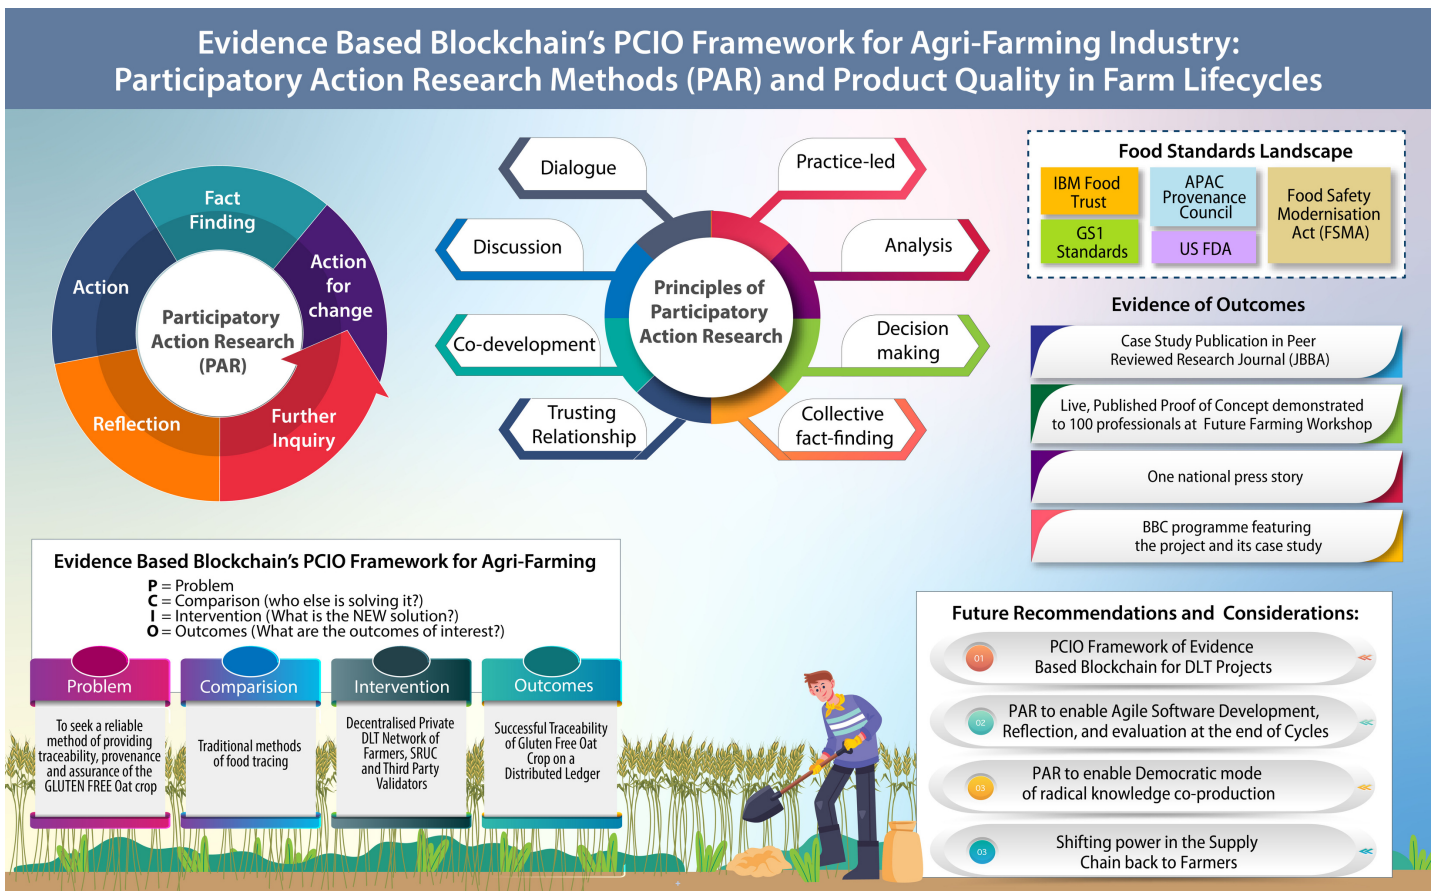 Evidence Based Blockchain's PCIO Framework for Agri-Farming Industry:
Participatory Action Research Methods (PAR) and Product Quality in Farm Lifecycles
Fact
Finding
Action
for
change
Action
Participatory
Action Research
(PAR)
Reflection
Further
Inquiry
Dialogue
Practice-led
Discussion
Analysis
Principles of
Participatory
Action Research
Co-development
Decision
making
Trusting
Relationship
Collective
fact-finding
Food Standards Landscape
IBM Food
Trust
APAC
Provenance
Council
Food Safety
Modernisation
Act (FSMA)
GS1
Standards
US FDA
Evidence of Outcomes
Case Study Publication in Peer
Reviewed Research Journal (JBBA)
Live, Published Proof of Concept demonstrated
to 100 professionals at Future Farming Workshop
One national press story
BBC programme featuring
the project and its case study
Evidence Based Blockchain's PCIO Framework for Agri-Farming
P = Problem
C = Comparison (who else is solving it?)
I = Intervention (What is the NEW solution?)
O = Outcomes (What are the outcomes of interest?)
Problem
To seek a reliable
method of providing
traceability, provenance
and assurance of the
GLUTEN FREE Oat crop
Comparision
Traditional methods
of food tracing
Intervention
Decentralised Private
DLT Network of
Farmers, SRUC
and Third Party
Validators
Outcomes
Successful Traceability
of Gluten Free Oat
Crop on a
Distributed Ledger
Future Recommendations and Considerations:
01
PCIO Framework of Evidence
Based Blockchain for DLT Projects
02
PAR to enable Agile Software Development,
Reflection, and evaluation at the end of Cycles
03
PAR to enable Democratic mode
of radical knowledge co-production
03
Shifting power in the Supply
Chain back to Farmers